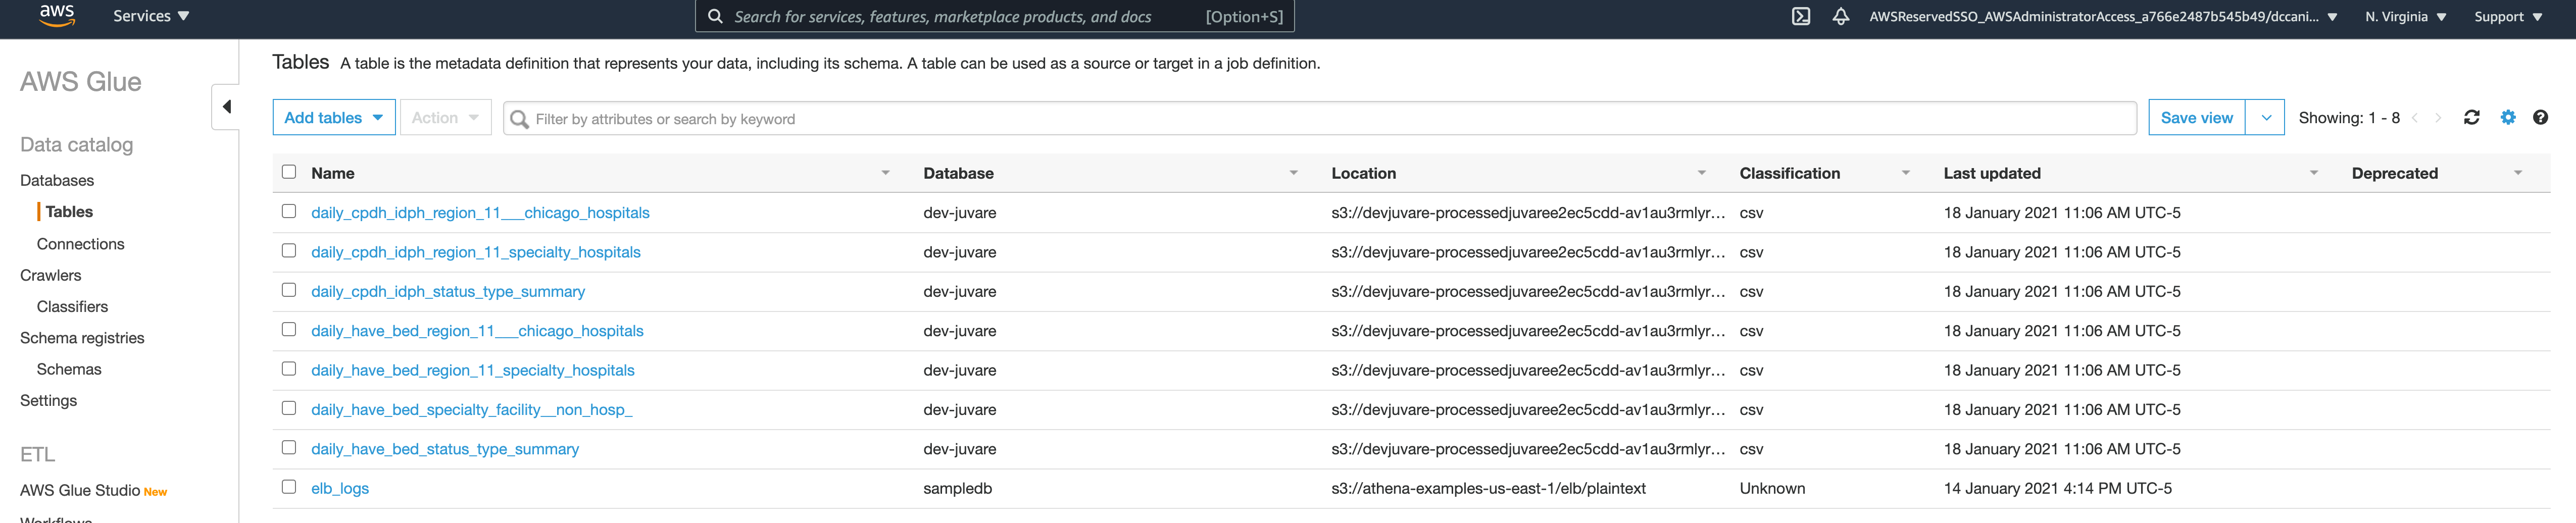 aws
Services
Search for services, features, marketplace products, and docs [Option+S]
AWSReservedSSO_AWSAdministratorAccess_a766e2487b545b49/dccani...
N. Virginia
Support
AWS Glue
Data catalog
Databases
Tables
Connections
Crawlers
Classifiers
Schema registries
Schemas
Settings
ETL
AWS Glue Studio New
Workflows
Tables A table is the metadata definition that represents your data, including its schema. A table can be used as a source or target in a job definition.
Add tables Action Filter by attributes or search by keyword Save view Showing: 1 - 8
Name Database Location Classification Last updated Deprecated
daily_cpdh_idph_region_11___chicago_hospitals dev-juvare s3://devjuvare-processedjuvaree2ec5cdd-av1au3rmlyr... csv 18 January 2021 11:06 AM UTC-5
daily_cpdh_idph_region_11_specialty_hospitals dev-juvare s3://devjuvare-processedjuvaree2ec5cdd-av1au3rmlyr... csv 18 January 2021 11:06 AM UTC-5
daily_cpdh_idph_status_type_summary dev-juvare s3://devjuvare-processedjuvaree2ec5cdd-av1au3rmlyr... csv 18 January 2021 11:06 AM UTC-5
daily_have_bed_region_11___chicago_hospitals dev-juvare s3://devjuvare-processedjuvaree2ec5cdd-av1au3rmlyr... csv 18 January 2021 11:06 AM UTC-5
daily_have_bed_region_11_specialty_hospitals dev-juvare s3://devjuvare-processedjuvaree2ec5cdd-av1au3rmlyr... csv 18 January 2021 11:06 AM UTC-5
daily_have_bed_specialty_facility__non_hosp_ dev-juvare s3://devjuvare-processedjuvaree2ec5cdd-av1au3rmlyr... csv 18 January 2021 11:06 AM UTC-5
daily_have_bed_status_type_summary dev-juvare s3://devjuvare-processedjuvaree2ec5cdd-av1au3rmlyr... csv 18 January 2021 11:06 AM UTC-5
elb_logs sampledb s3://athena-examples-us-east-1/elb/plaintext Unknown 14 January 2021 4:14 PM UTC-5